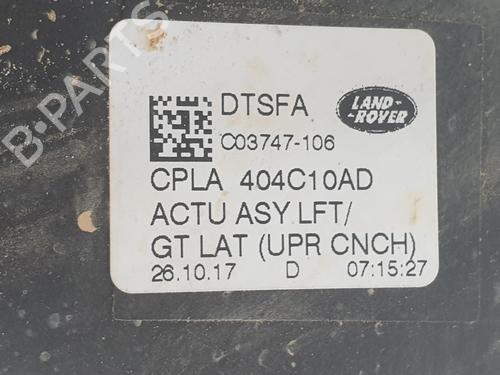 B-PARTS
DTSFA
LAND-
ROVER
C03747-106
CPLA 404C10AD
ACTU ASY LFT/
GT LAT (UPR CNCH)
26.10.17 D 07:15:27